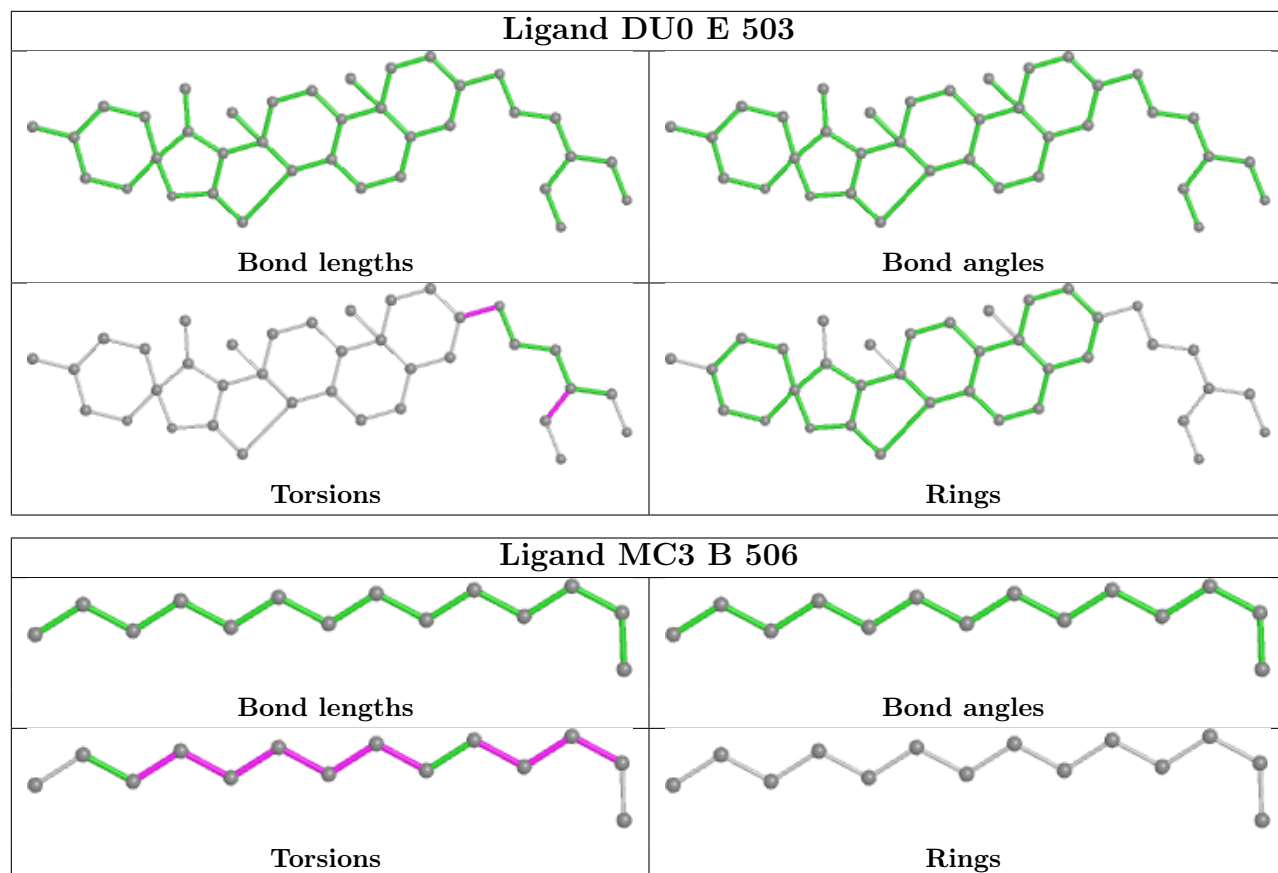 Ligand DU0 E 503
Bond lengths
Bond angles
Torsions
Rings
Ligand MC3 B 506
Bond lengths
Bond angles
Torsions
Rings